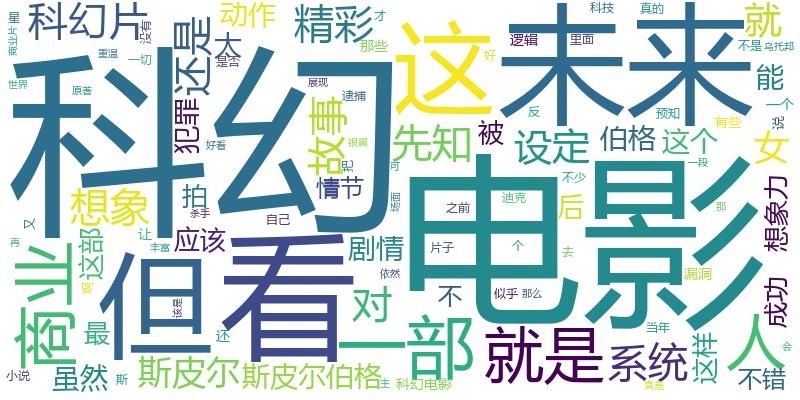 科幻
电影
未来
看
但
这
一部
就是
商业
科幻片
还是
太
动作
精彩
才
那些
星
商业片
重温
没有
一切
是否
世界
原著
犯罪
展现
逮捕
故事
好看
银翼
先知
被
设定
伯格
这个
好
逻辑
里面
科技
真的
就
不是
乌托邦
能
一个
反
预知
有些
说
女
想象
拍
情节
把
可
场面
杀手
自己
又
再
让
丰富
应该
这部
啊
剧情
依然
之前
片子
个
迪克
不少
后
去
那
一段
想象力
漏洞
成功
最
该是
还
对
不
似乎
那么
当年
人
会
小说
虽然
斯
斯皮尔
斯皮尔伯格
主
科幻电影
系统
真是
这样
不错